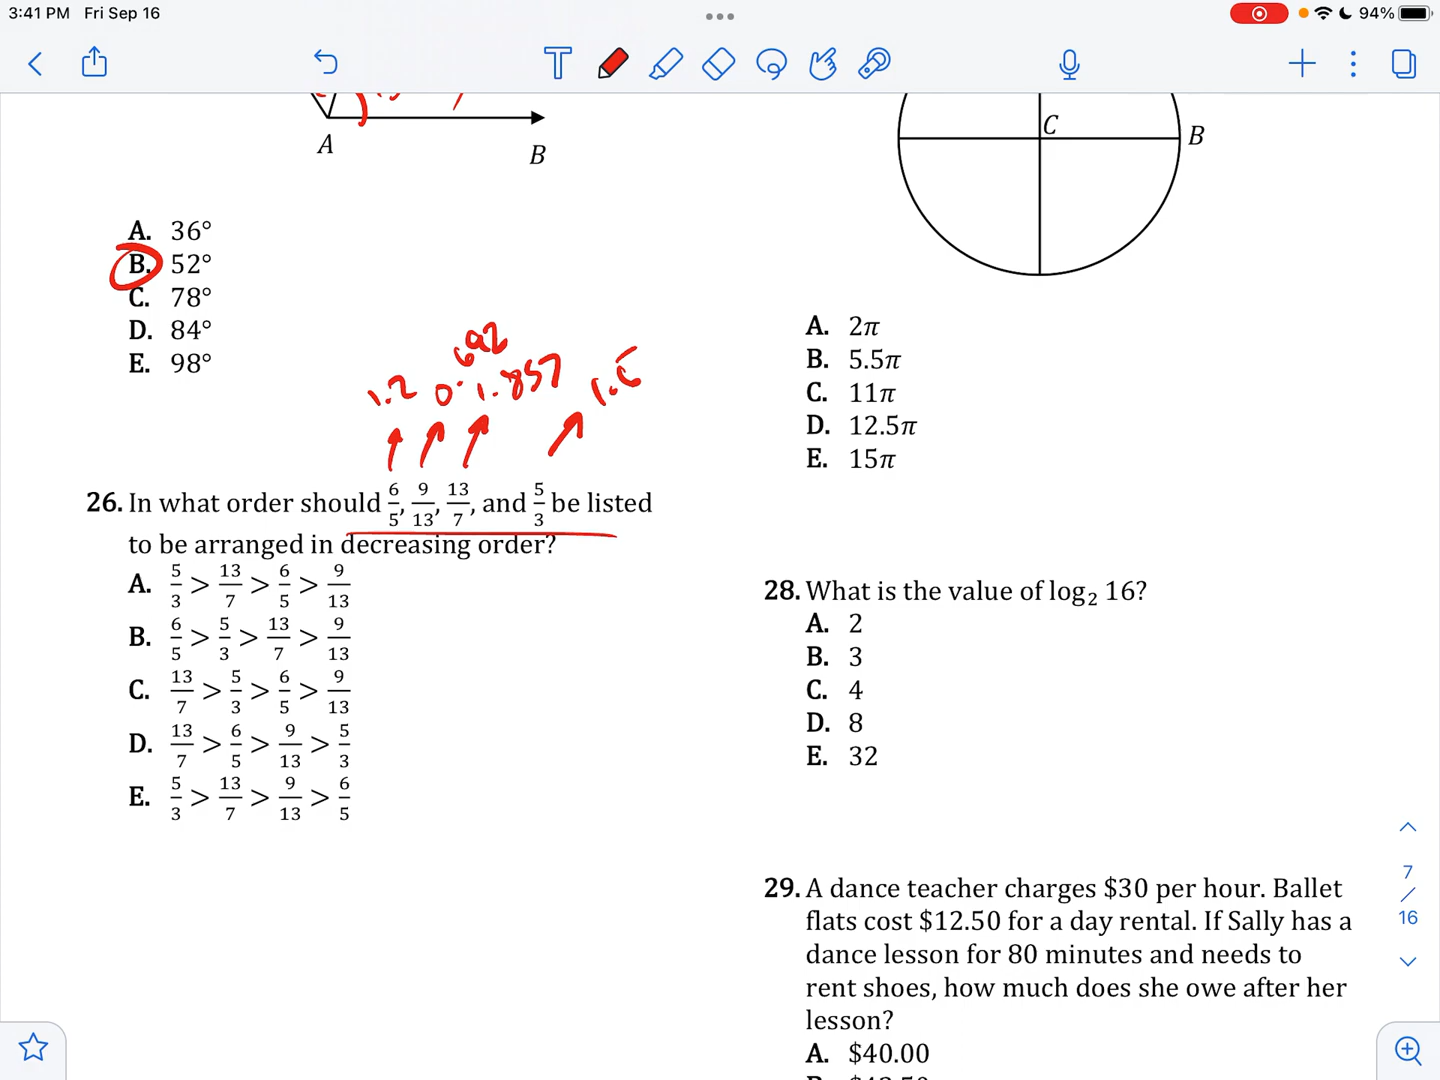 3:41 PM Fri Sep 16
94%
A
B
A. 36°
B. 52°
C. 78°
D. 84°
E. 98°
1.2 0.692 1.857
26. In what order should 6/5, 9/13, 13/7, and 5/3 be listed
to be arranged in decreasing order?
A. 5/3 > 13/7 > 6/5 > 9/13
B. 6/5 > 5/3 > 13/7 > 9/13
C. 13/7 > 5/3 > 6/5 > 9/13
D. 13/7 > 6/5 > 9/13 > 5/3
E. 5/3 > 13/7 > 9/13 > 6/5
C
B
A. 2π
B. 5.5π
C. 11π
D. 12.5π
E. 15π
28. What is the value of log₂ 16?
A. 2
B. 3
C. 4
D. 8
E. 32
29. A dance teacher charges $30 per hour. Ballet
flats cost $12.50 for a day rental. If Sally has a
dance lesson for 80 minutes and needs to
rent shoes, how much does she owe after her
lesson?
A. $40.00
7
/
16